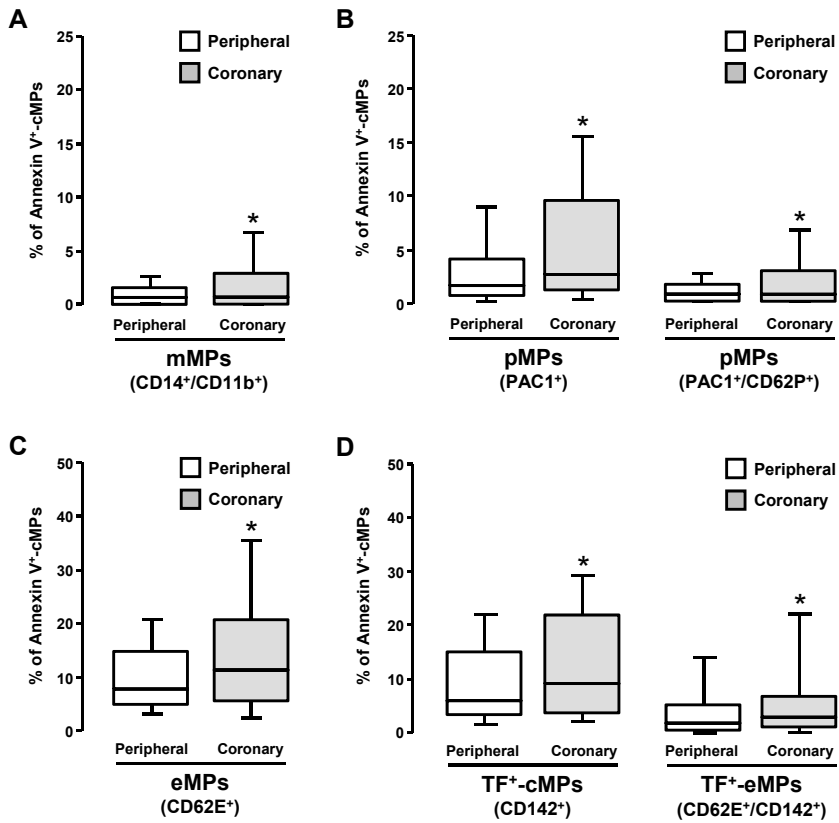 A
% of Annexin V⁺-cMPs
25
20
15
10
5
0
Peripheral
Coronary
*
Peripheral Coronary
mMPs
(CD14⁺/CD11b⁺)
B
% of Annexin V⁺-cMPs
25
20
15
10
5
0
Peripheral
Coronary
*
*
Peripheral Coronary Peripheral Coronary
pMPs pMPs
(PAC1⁺) (PAC1⁺/CD62P⁺)
C
% of Annexin V⁺-cMPs
50
40
30
20
10
0
Peripheral
Coronary
*
Peripheral Coronary
eMPs
(CD62E⁺)
D
% of Annexin V⁺-cMPs
50
40
30
20
10
0
Peripheral
Coronary
*
*
Peripheral Coronary Peripheral Coronary
TF⁺-cMPs TF⁺-eMPs
(CD142⁺) (CD62E⁺/CD142⁺)